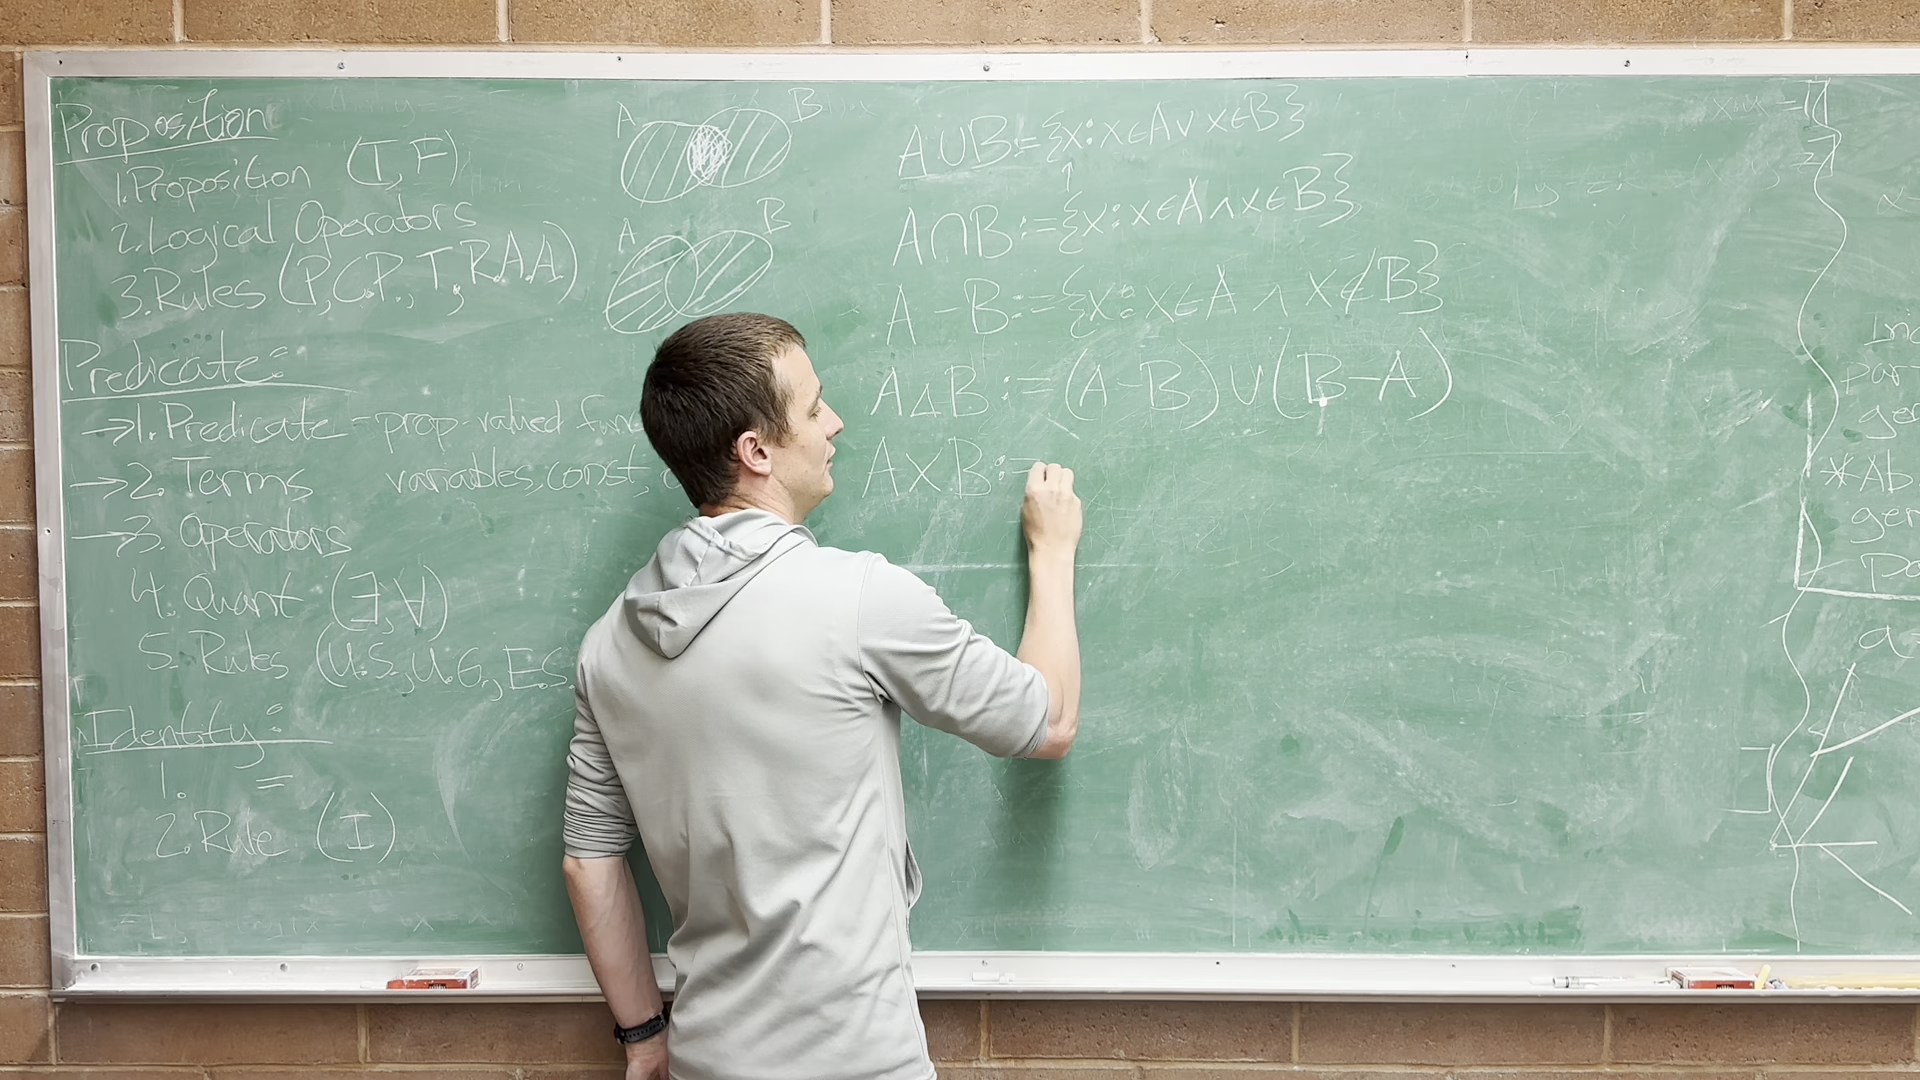 Proposition
1. Proposition (T, F)
2. Logical Operators
3. Rules (P, C.P., T, R.A.A)
Predicate:
→1. Predicate - prop-valued
→2. Terms variables, const,
→3. Operators
4. Quant (∃, ∀)
5. Rules (U.S., U.G., E.S.
Identity:
1. =
2. Rule (I)
A B
A B
A∪B := {x : x∈A ∨ x∈B}
↑
A∩B := {x : x∈A ∧ x∈B}
A - B := {x : x∈A ∧ x∉B}
A△B := (A-B)∪(B-A)
A×B :=
*Ab